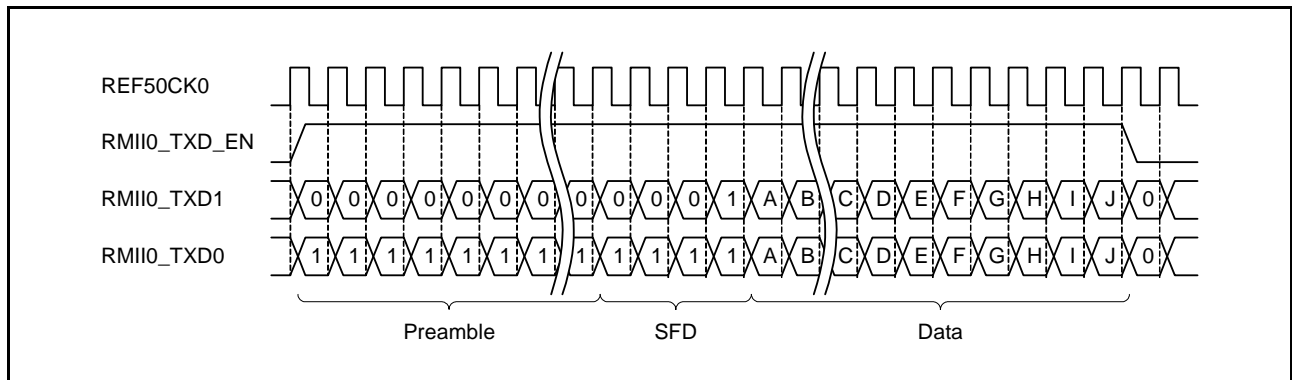 REF50CK0
RMII0_TXD_EN
RMII0_TXD1 0 0 0 0 0 0 0 0 0 0 0 1 A B C D E F G H I J 0
RMII0_TXD0 1 1 1 1 1 1 1 1 1 1 1 1 A B C D E F G H I J 0
Preamble SFD Data